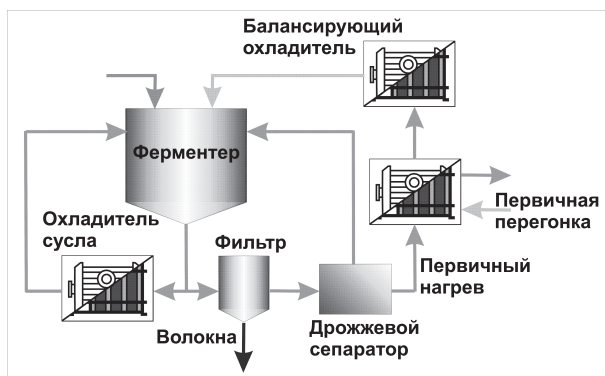 Балансирующий
охладитель
Ферментер
Охладитель
сусла
Фильтр
Первичная
перегонка
Первичный
нагрев
Волокна
Дрожжевой
сепаратор